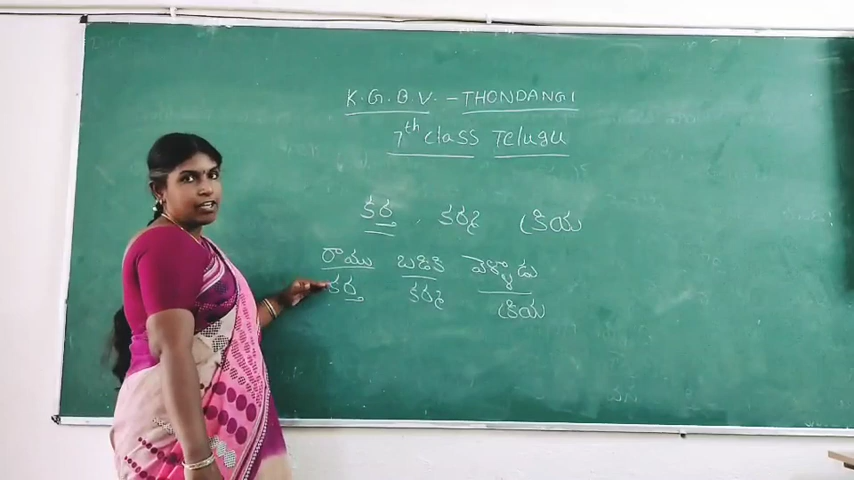 K.G.B.V. - THONDANGI
7th class Telugu
కర్త, కర్మ క్రియ
రాము బడికి వెళ్ళాడు
కర్త కర్మ క్రియ